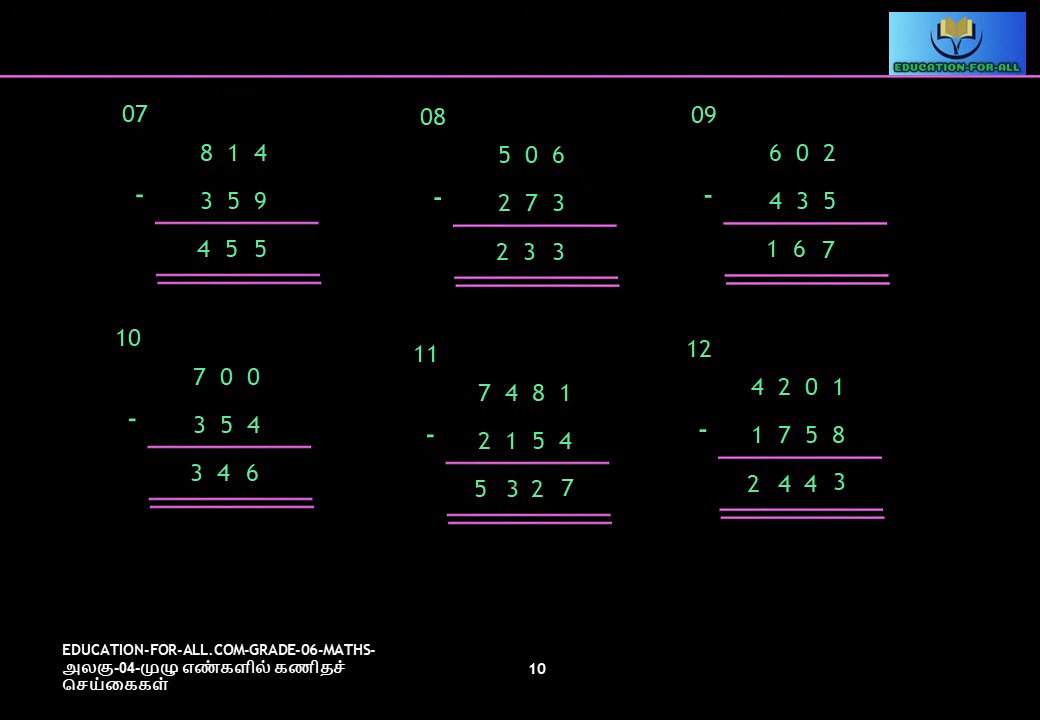 EDUCATION-FOR-ALL
07
8 1 4
-
3 5 9
4 5 5
08
5 0 6
-
2 7 3
2 3 3
09
6 0 2
-
4 3 5
1 6 7
10
7 0 0
-
3 5 4
3 4 6
11
7 4 8 1
-
2 1 5 4
5 3 2 7
12
4 2 0 1
-
1 7 5 8
2 4 4 3
EDUCATION-FOR-ALL.COM-GRADE-06-MATHS-
அலகு-04-முழு எண்களில் கணிதச்
செய்கைகள்
10